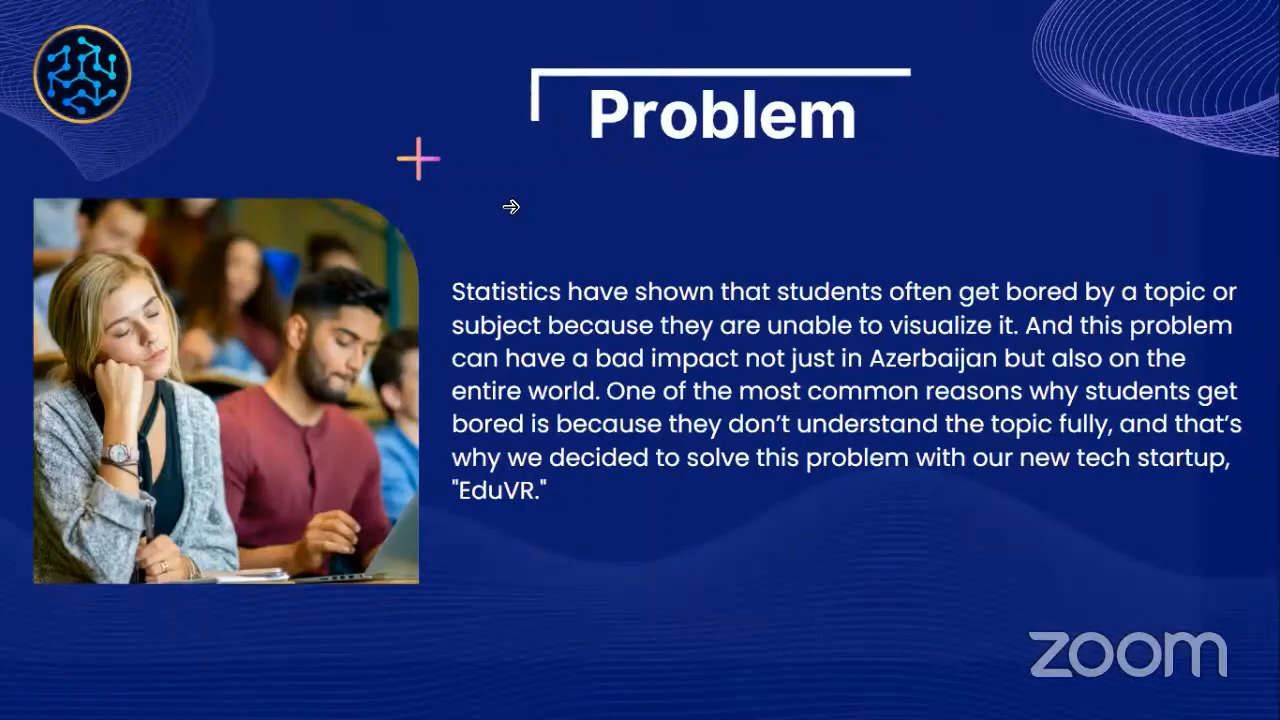 Problem
Statistics have shown that students often get bored by a topic or
subject because they are unable to visualize it. And this problem
can have a bad impact not just in Azerbaijan but also on the
entire world. One of the most common reasons why students get
bored is because they don’t understand the topic fully, and that’s
why we decided to solve this problem with our new tech startup,
"EduVR."
zoom